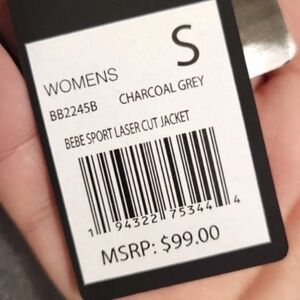 WOMENS S
BB2245B CHARCOAL GREY
BEBE SPORT LASER CUT JACKET
1 94322 75344 4
MSRP: $99.00